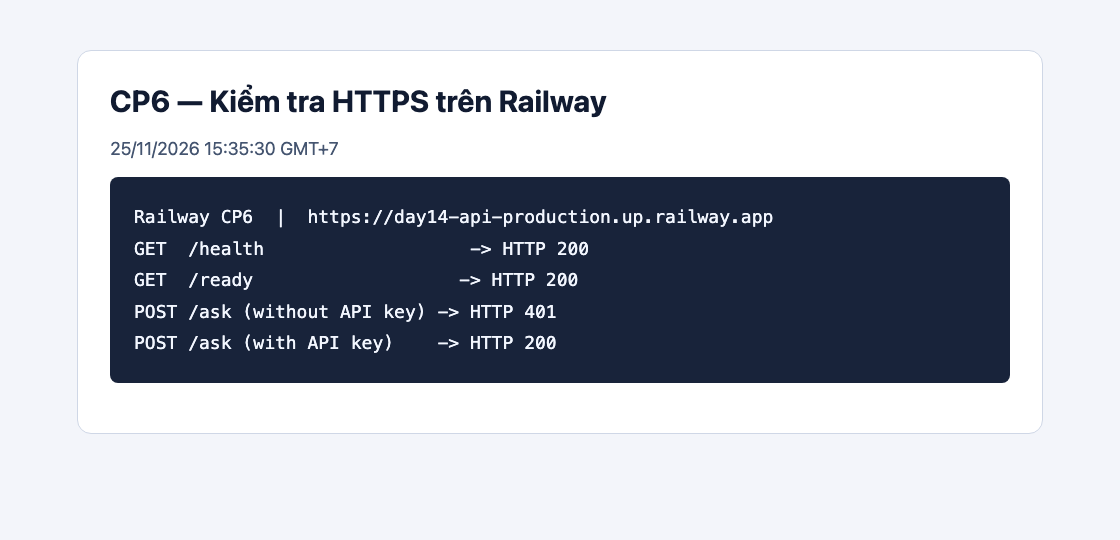 CP6 — Kiểm tra HTTPS trên Railway
25/11/2026 15:35:30 GMT+7
Railway CP6  |  https://day14-api-production.up.railway.app
GET  /health                   —> HTTP 200
GET  /ready                   —> HTTP 200
POST /ask (without API key) —> HTTP 401
POST /ask (with API key)    —> HTTP 200